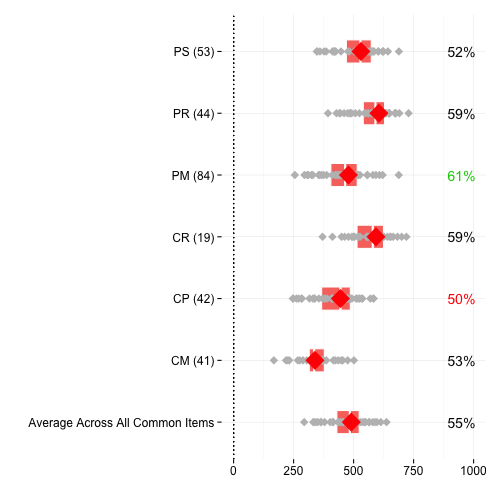 PS (53) 52%
PR (44) 59%
PM (84) 61%
CR (19) 59%
CP (42) 50%
CM (41) 53%
Average Across All Common Items 55%
0 250 500 750 1000